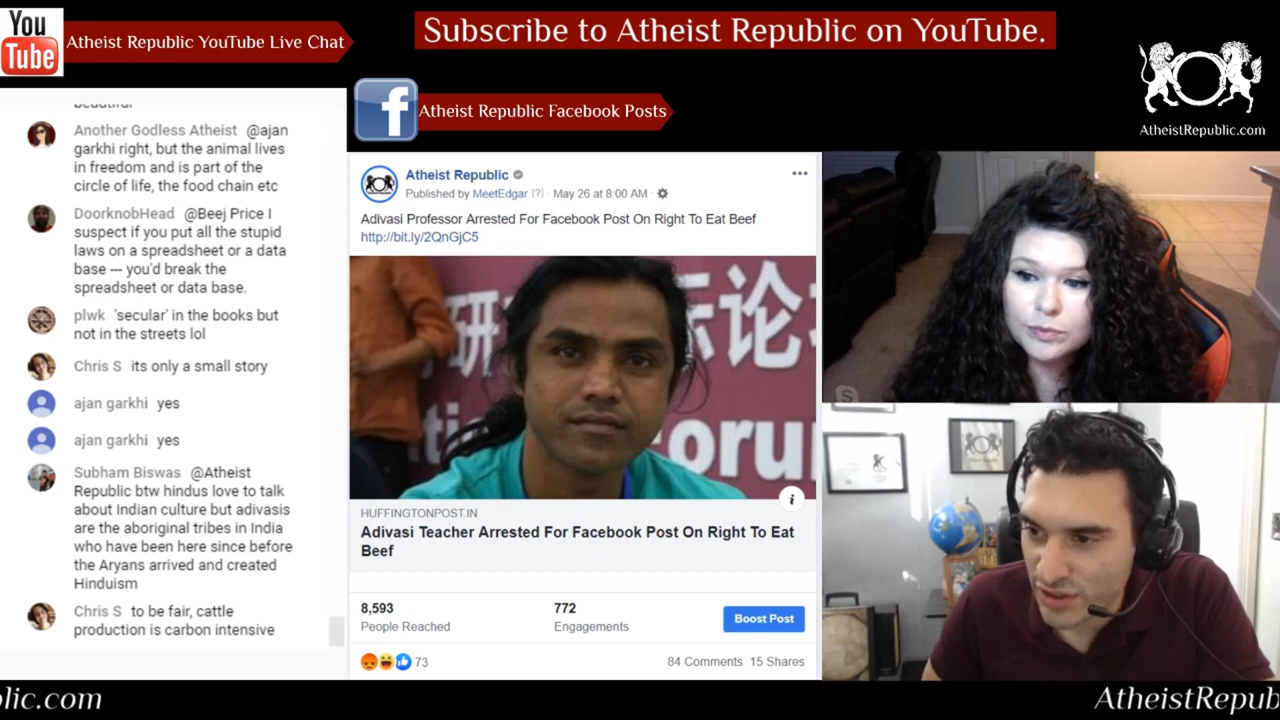 You
Tube
Atheist Republic YouTube Live Chat
Subscribe to Atheist Republic on YouTube.
AtheistRepublic.com
f
Atheist Republic Facebook Posts
beautiful
Another Godless Atheist @ajan
garkhi right, but the animal lives
in freedom and is part of the
circle of life, the food chain etc
DoorknobHead @Beej Price I
suspect if you put all the stupid
laws on a spreadsheet or a data
base --- you'd break the
spreadsheet or data base.
plwk 'secular' in the books but
not in the streets lol
Chris S its only a small story
ajan garkhi yes
ajan garkhi yes
Subham Biswas @Atheist
Republic btw hindus love to talk
about Indian culture but adivasis
are the aboriginal tribes in India
who have been here since before
the Aryans arrived and created
Hinduism
Chris S to be fair, cattle
production is carbon intensive
Atheist Republic
Published by MeetEdgar [?] · May 26 at 8:00 AM ·
Adivasi Professor Arrested For Facebook Post On Right To Eat Beef
http://bit.ly/2QnGjC5
研 际论
Forum
i
HUFFINGTONPOST.IN
Adivasi Teacher Arrested For Facebook Post On Right To Eat
Beef
8,593
People Reached
772
Engagements
Boost Post
73
84 Comments 15 Shares
S
blic.com
AtheistRepub